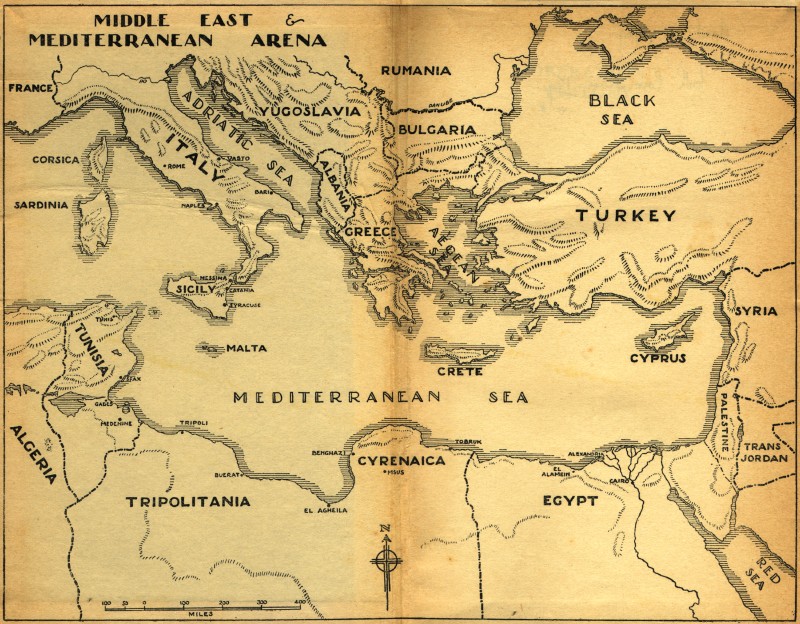 MIDDLE EAST &
MEDITERRANEAN ARENA
FRANCE
RUMANIA
DANUBE
BLACK
SEA
YUGOSLAVIA
BULGARIA
ADRIATIC SEA
ITALY
CORSICA
ROME
VASTO
BARI
ALBANIA
SARDINIA
NAPLES
GREECE
AEGEAN
SEA
TURKEY
MESSINA
SICILY
CATANIA
SYRACUSE
SYRIA
TUNIS
TUNISIA
MALTA
CRETE
CYPRUS
SFAX
MEDITERRANEAN SEA
GABES
MEDENINE
PALESTINE
TRIPOLI
TRANS
JORDAN
ALGERIA
BENGHAZI
TOBRUK
CYRENAICA
MSUS
ALEXANDRIA
EL
ALAMEIN
CAIRO
BUERAT
TRIPOLITANIA
EL AGHEILA
EGYPT
N
RED
SEA
100 50 0 100 200 300 400
MILES